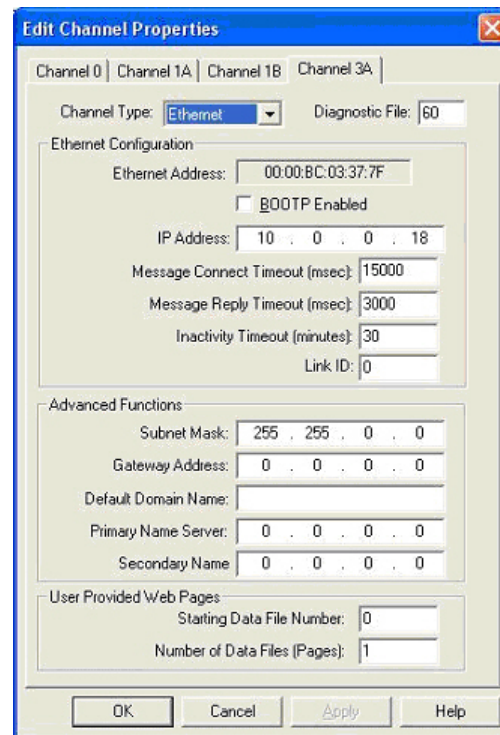 Edit Channel Properties
Channel 0 Channel 1A Channel 1B Channel 3A
Channel Type: Ethernet Diagnostic File: 60
Ethernet Configuration
Ethernet Address: 00:00:BC:03:37:7F
BOOTP Enabled
IP Address: 10 . 0 . 0 . 18
Message Connect Timeout (msec): 15000
Message Reply Timeout (msec): 3000
Inactivity Timeout (minutes): 30
Link ID: 0
Advanced Functions
Subnet Mask: 255 . 255 . 0 . 0
Gateway Address: 0 . 0 . 0 . 0
Default Domain Name:
Primary Name Server: 0 . 0 . 0 . 0
Secondary Name 0 . 0 . 0 . 0
User Provided Web Pages
Starting Data File Number: 0
Number of Data Files (Pages): 1
OK Cancel Apply Help